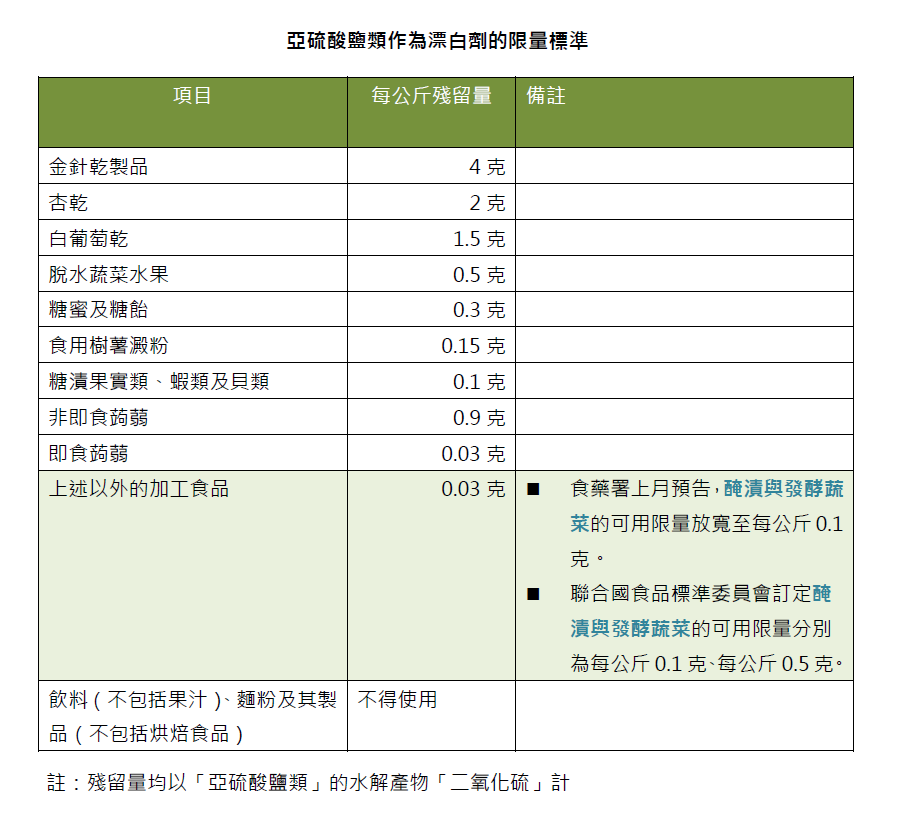 亞硫酸鹽類作為漂白劑的限量標準
項目 每公斤殘留量 備註
金針乾製品 4 克
杏乾 2 克
白葡萄乾 1.5 克
脫水蔬菜水果 0.5 克
糖蜜及糖飴 0.3 克
食用樹薯澱粉 0.15 克
糖漬果實類、蝦類及貝類 0.1 克
非即食蒟蒻 0.9 克
即食蒟蒻 0.03 克
上述以外的加工食品 0.03 克
■ 食藥署上月預告,醃漬與發酵蔬
菜的可用限量放寬至每公斤 0.1
克。
■ 聯合國食品標準委員會訂定醃
漬與發酵蔬菜的可用限量分別
為每公斤 0.1 克、每公斤 0.5 克。
飲料(不包括果汁)、麵粉及其製
品(不包括烘焙食品)
不得使用
註:殘留量均以「亞硫酸鹽類」的水解產物「二氧化硫」計